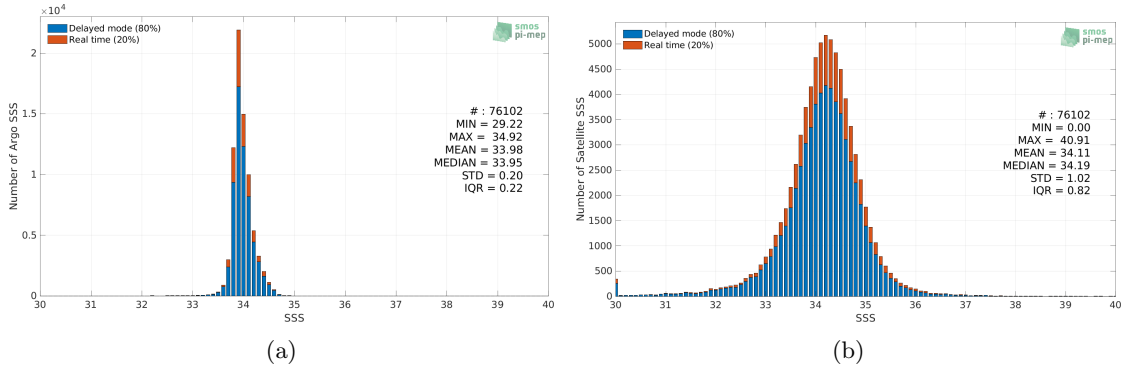 ×10⁴
Delayed mode (80%)
Real time (20%)
smos
pi-mep
2
1.5
1
0.5
0
Number of Argo SSS
# : 76102
MIN = 29.22
MAX = 34.92
MEAN = 33.98
MEDIAN = 33.95
STD = 0.20
IQR = 0.22
30 31 32 33 34 35 36 37 38 39 40
SSS
(a)
Delayed mode (80%)
Real time (20%)
smos
pi-mep
5000
4500
4000
3500
3000
2500
2000
1500
1000
500
0
Number of Satellite SSS
# : 76102
MIN = 0.00
MAX = 40.91
MEAN = 34.11
MEDIAN = 34.19
STD = 1.02
IQR = 0.82
30 31 32 33 34 35 36 37 38 39 40
SSS
(b)